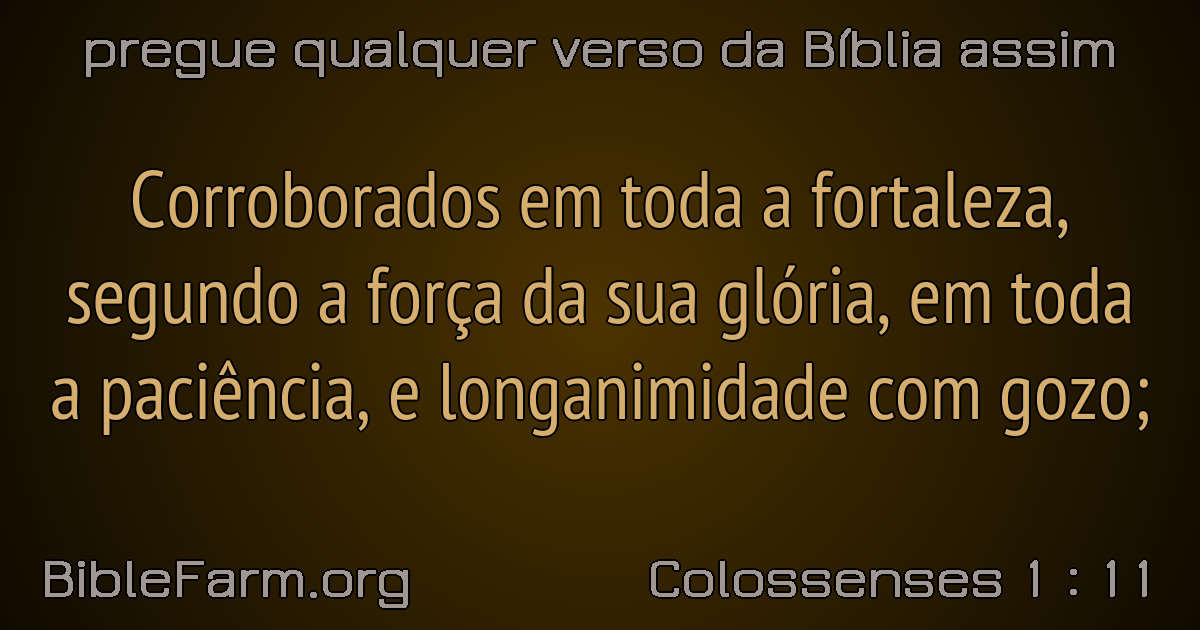 pregue qualquer verso da Bíblia assim
Corroborados em toda a fortaleza,
segundo a força da sua glória, em toda
a paciência, e longanimidade com gozo;
BibleFarm.org
Colossenses 1 : 11